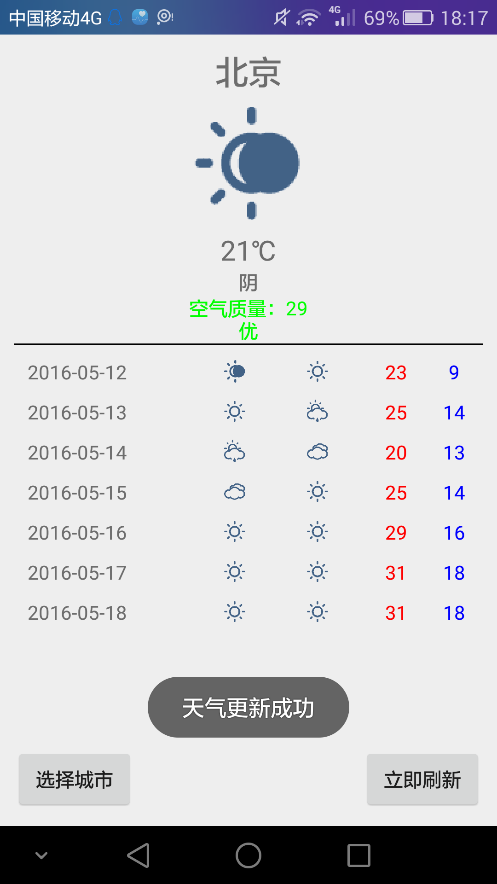 中国移动4G 4G 69% 18:17
北京
21℃
阴
空气质量：29
优
2016-05-12 23 9
2016-05-13 25 14
2016-05-14 20 13
2016-05-15 25 14
2016-05-16 29 16
2016-05-17 31 18
2016-05-18 31 18
天气更新成功
选择城市 立即刷新